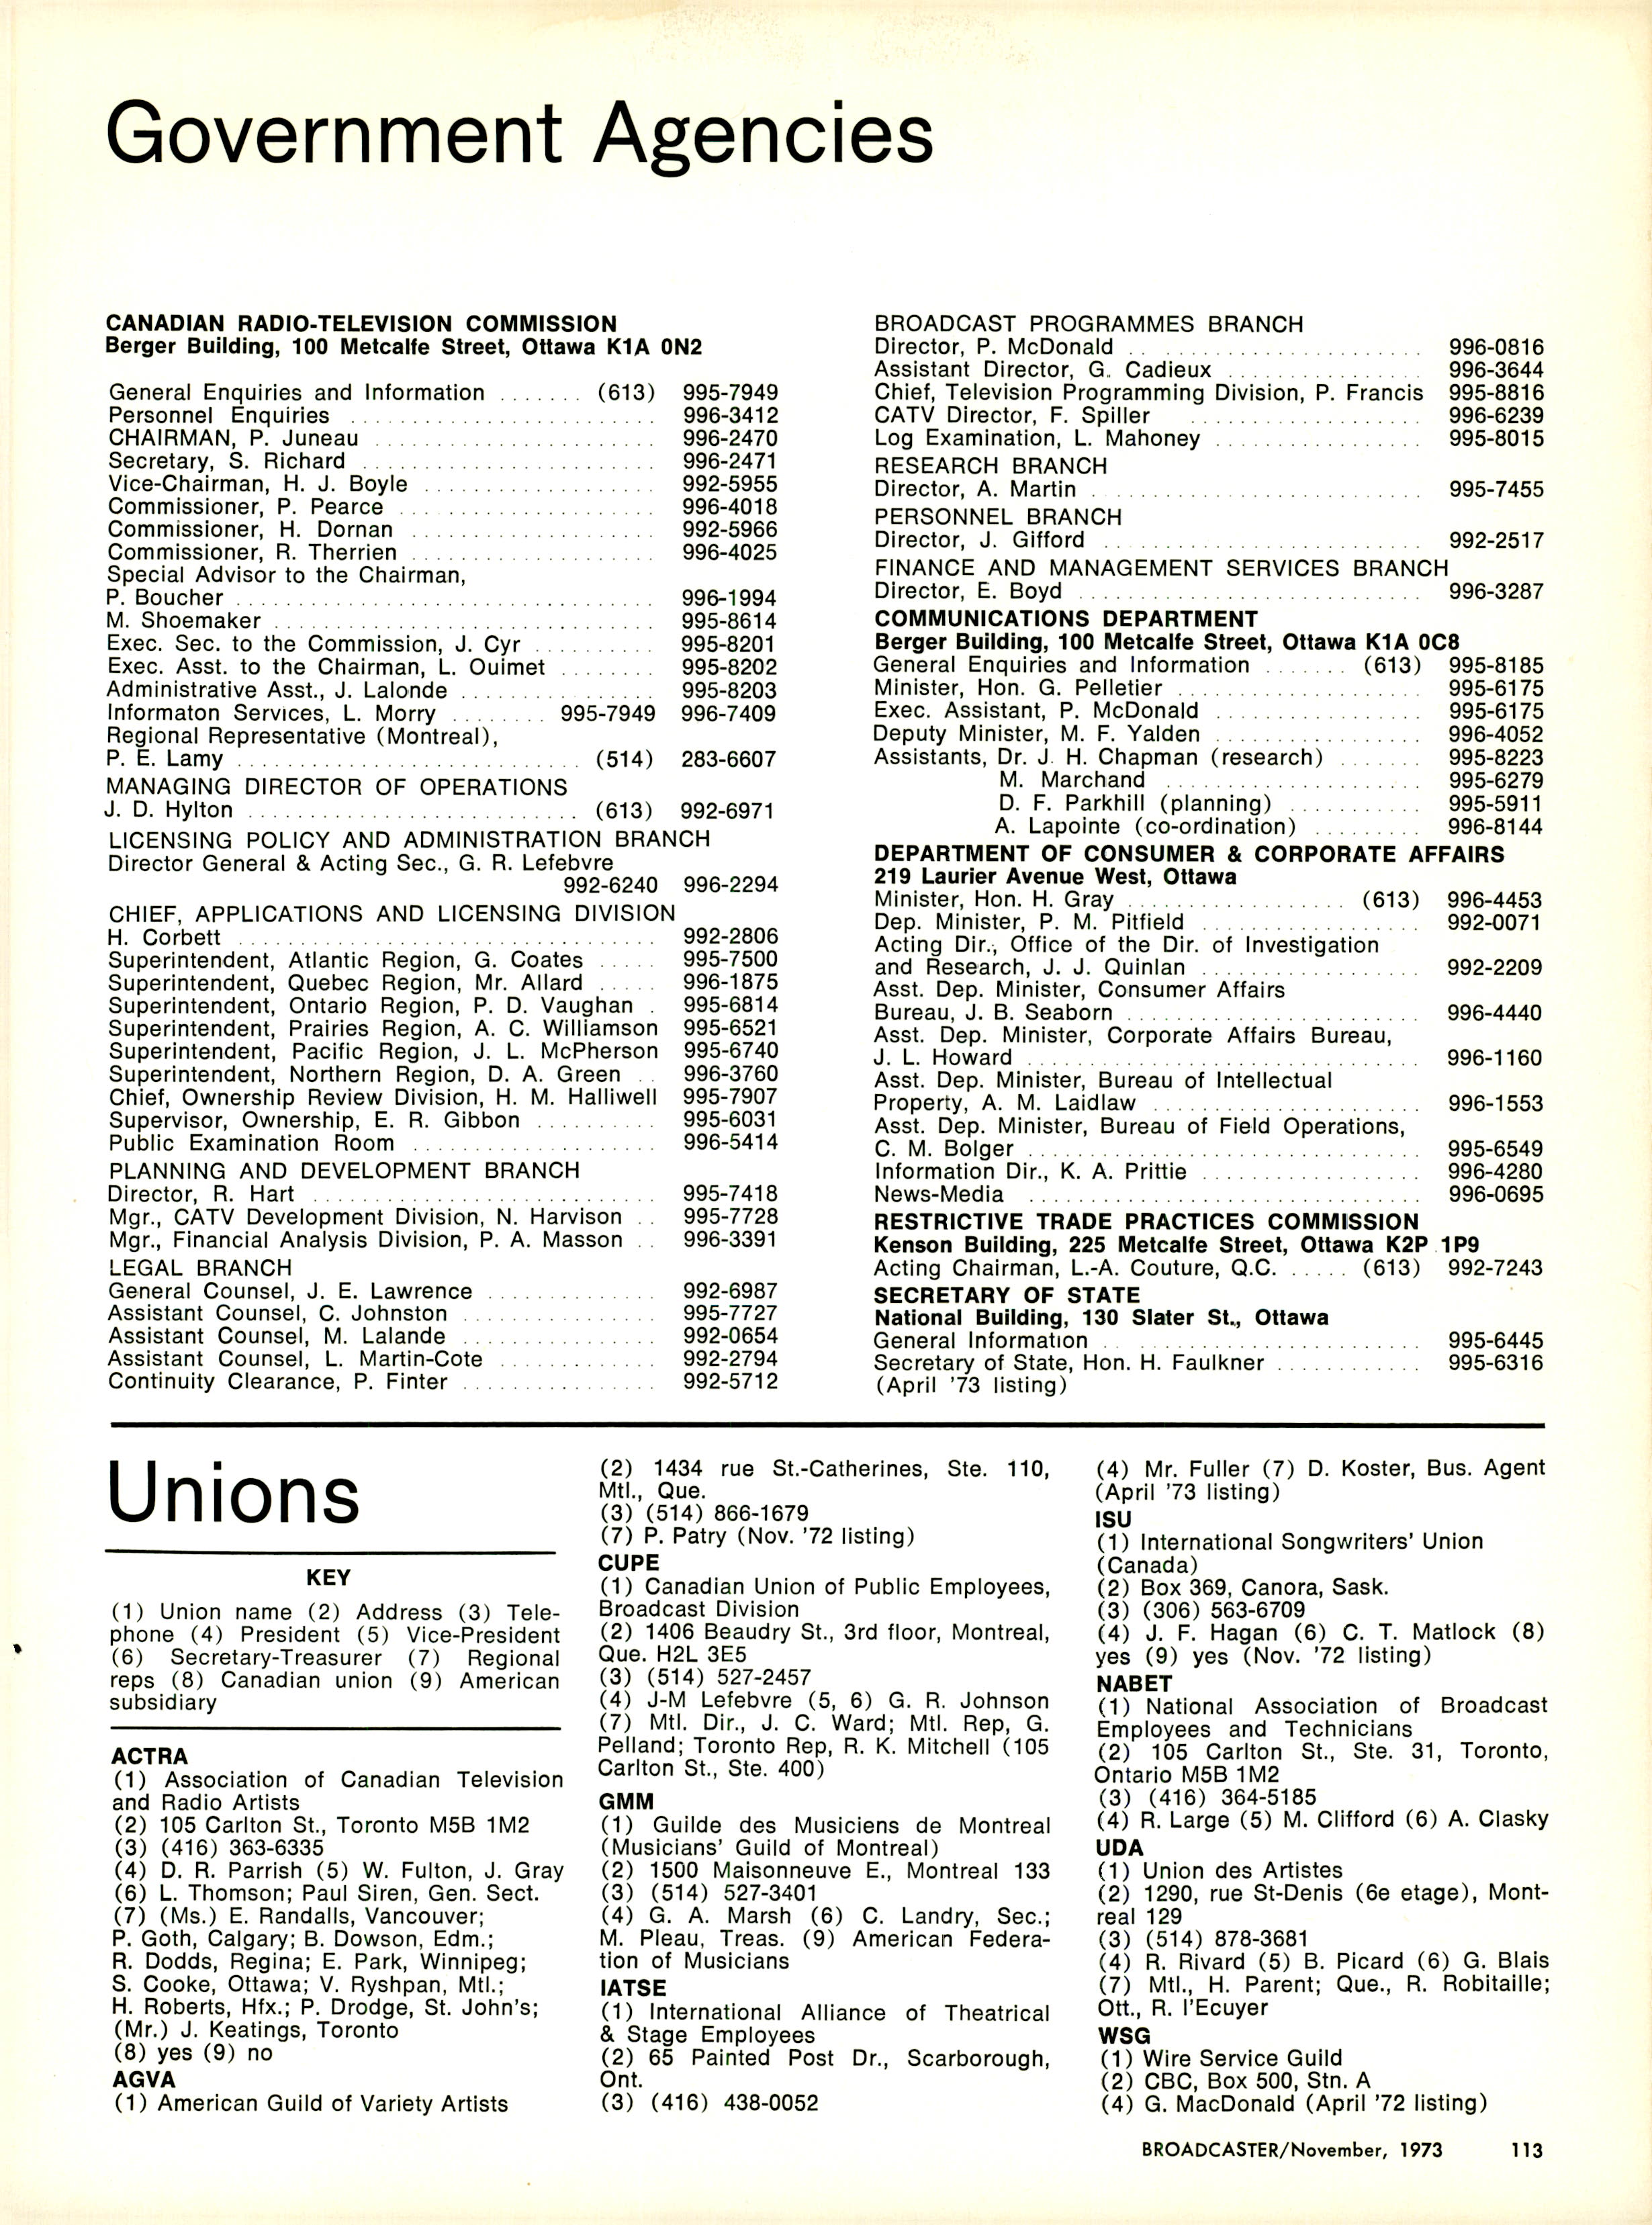 Government Agencies
CANADIAN RADIO-TELEVISION COMMISSION
Berger Building, 100 Metcalfe Street, Ottawa K1A 0N2
General Enquiries and Information ....... (613) 995-7949
Personnel Enquiries ......................... 996-3412
CHAIRMAN, P. Juneau ....................... 996-2470
Secretary, S. Richard ........................ 996-2471
Vice-Chairman, H. J. Boyle ................... 992-5955
Commissioner, P. Pearce ..................... 996-4018
Commissioner, H. Dornan .................... 992-5966
Commissioner, R. Therrien .................... 996-4025
Special Advisor to the Chairman,
P. Boucher .................................. 996-1994
M. Shoemaker ............................... 995-8614
Exec. Sec. to the Commission, J. Cyr .......... 995-8201
Exec. Asst. to the Chairman, L. Ouimet ........ 995-8202
Administrative Asst., J. Lalonde ................ 995-8203
Informaton Services, L. Morry ........ 995-7949 996-7409
Regional Representative (Montreal),
P. E. Lamy ............................ (514) 283-6607
MANAGING DIRECTOR OF OPERATIONS
J. D. Hylton ........................... (613) 992-6971
LICENSING POLICY AND ADMINISTRATION BRANCH
Director General & Acting Sec., G. R. Lefebvre
992-6240 996-2294
CHIEF, APPLICATIONS AND LICENSING DIVISION
H. Corbett .................................. 992-2806
Superintendent, Atlantic Region, G. Coates ..... 995-7500
Superintendent, Quebec Region, Mr. Allard ..... 996-1875
Superintendent, Ontario Region, P. D. Vaughan . 995-6814
Superintendent, Prairies Region, A. C. Williamson 995-6521
Superintendent, Pacific Region, J. L. McPherson 995-6740
Superintendent, Northern Region, D. A. Green .. 996-3760
Chief, Ownership Review Division, H. M. Halliwell 995-7907
Supervisor, Ownership, E. R. Gibbon .......... 995-6031
Public Examination Room .................... 996-5414
PLANNING AND DEVELOPMENT BRANCH
Director, R. Hart ............................ 995-7418
Mgr., CATV Development Division, N. Harvison .. 995-7728
Mgr., Financial Analysis Division, P. A. Masson .. 996-3391
LEGAL BRANCH
General Counsel, J. E. Lawrence .............. 992-6987
Assistant Counsel, C. Johnston ................ 995-7727
Assistant Counsel, M. Lalande ................ 992-0654
Assistant Counsel, L. Martin-Cote ............. 992-2794
Continuity Clearance, P. Finter ................ 992-5712
BROADCAST PROGRAMMES BRANCH
Director, P. McDonald ........................ 996-0816
Assistant Director, G. Cadieux ................ 996-3644
Chief, Television Programming Division, P. Francis 995-8816
CATV Director, F. Spiller ................... 996-6239
Log Examination, L. Mahoney ................. 995-8015
RESEARCH BRANCH
Director, A. Martin ........................... 995-7455
PERSONNEL BRANCH
Director, J. Gifford .......................... 992-2517
FINANCE AND MANAGEMENT SERVICES BRANCH
Director, E. Boyd ............................ 996-3287
COMMUNICATIONS DEPARTMENT
Berger Building, 100 Metcalfe Street, Ottawa K1A 0C8
General Enquiries and Information ....... (613) 995-8185
Minister, Hon. G. Pelletier .................... 995-6175
Exec. Assistant, P. McDonald ................. 995-6175
Deputy Minister, M. F. Yalden ................. 996-4052
Assistants, Dr. J. H. Chapman (research) ....... 995-8223
M. Marchand ..................... 995-6279
D. F. Parkhill (planning) ........... 995-5911
A. Lapointe (co-ordination) ......... 996-8144
DEPARTMENT OF CONSUMER & CORPORATE AFFAIRS
219 Laurier Avenue West, Ottawa
Minister, Hon. H. Gray .................. (613) 996-4453
Dep. Minister, P. M. Pitfield .................. 992-0071
Acting Dir., Office of the Dir. of Investigation
and Research, J. J. Quinlan .................. 992-2209
Asst. Dep. Minister, Consumer Affairs
Bureau, J. B. Seaborn ........................ 996-4440
Asst. Dep. Minister, Corporate Affairs Bureau,
J. L. Howard ................................ 996-1160
Asst. Dep. Minister, Bureau of Intellectual
Property, A. M. Laidlaw ...................... 996-1553
Asst. Dep. Minister, Bureau of Field Operations,
C. M. Bolger ................................ 995-6549
Information Dir., K. A. Prittie .................. 996-4280
News-Media ................................ 996-0695
RESTRICTIVE TRADE PRACTICES COMMISSION
Kenson Building, 225 Metcalfe Street, Ottawa K2P 1P9
Acting Chairman, L.-A. Couture, Q.C. ..... (613) 992-7243
SECRETARY OF STATE
National Building, 130 Slater St., Ottawa
General Information .......................... 995-6445
Secretary of State, Hon. H. Faulkner ............ 995-6316
(April '73 listing)
Unions
KEY
(1) Union name (2) Address (3) Tele-
phone (4) President (5) Vice-President
(6) Secretary-Treasurer (7) Regional
reps (8) Canadian union (9) American
subsidiary
ACTRA
(1) Association of Canadian Television
and Radio Artists
(2) 105 Carlton St., Toronto M5B 1M2
(3) (416) 363-6335
(4) D. R. Parrish (5) W. Fulton, J. Gray
(6) L. Thomson; Paul Siren, Gen. Sect.
(7) (Ms.) E. Randalls, Vancouver;
P. Goth, Calgary; B. Dowson, Edm.;
R. Dodds, Regina; E. Park, Winnipeg;
S. Cooke, Ottawa; V. Ryshpan, Mtl.;
H. Roberts, Hfx.; P. Drodge, St. John's;
(Mr.) J. Keatings, Toronto
(8) yes (9) no
AGVA
(1) American Guild of Variety Artists
(2) 1434 rue St.-Catherines, Ste. 110,
Mtl., Que.
(3) (514) 866-1679
(7) P. Patry (Nov. '72 listing)
CUPE
(1) Canadian Union of Public Employees,
Broadcast Division
(2) 1406 Beaudry St., 3rd floor, Montreal,
Que. H2L 3E5
(3) (514) 527-2457
(4) J-M Lefebvre (5, 6) G. R. Johnson
(7) Mtl. Dir., J. C. Ward; Mtl. Rep, G.
Pelland; Toronto Rep, R. K. Mitchell (105
Carlton St., Ste. 400)
GMM
(1) Guilde des Musiciens de Montreal
(Musicians' Guild of Montreal)
(2) 1500 Maisonneuve E., Montreal 133
(3) (514) 527-3401
(4) G. A. Marsh (6) C. Landry, Sec.;
M. Pleau, Treas. (9) American Federa-
tion of Musicians
IATSE
(1) International Alliance of Theatrical
& Stage Employees
(2) 65 Painted Post Dr., Scarborough,
Ont.
(3) (416) 438-0052
(4) Mr. Fuller (7) D. Koster, Bus. Agent
(April '73 listing)
ISU
(1) International Songwriters' Union
(Canada)
(2) Box 369, Canora, Sask.
(3) (306) 563-6709
(4) J. F. Hagan (6) C. T. Matlock (8)
yes (9) yes (Nov. '72 listing)
NABET
(1) National Association of Broadcast
Employees and Technicians
(2) 105 Carlton St., Ste. 31, Toronto,
Ontario M5B 1M2
(3) (416) 364-5185
(4) R. Large (5) M. Clifford (6) A. Clasky
UDA
(1) Union des Artistes
(2) 1290, rue St-Denis (6e etage), Mont-
real 129
(3) (514) 878-3681
(4) R. Rivard (5) B. Picard (6) G. Blais
(7) Mtl., H. Parent; Que., R. Robitaille;
Ott., R. l'Ecuyer
WSG
(1) Wire Service Guild
(2) CBC, Box 500, Stn. A
(4) G. MacDonald (April '72 listing)
BROADCASTER/November, 1973 113